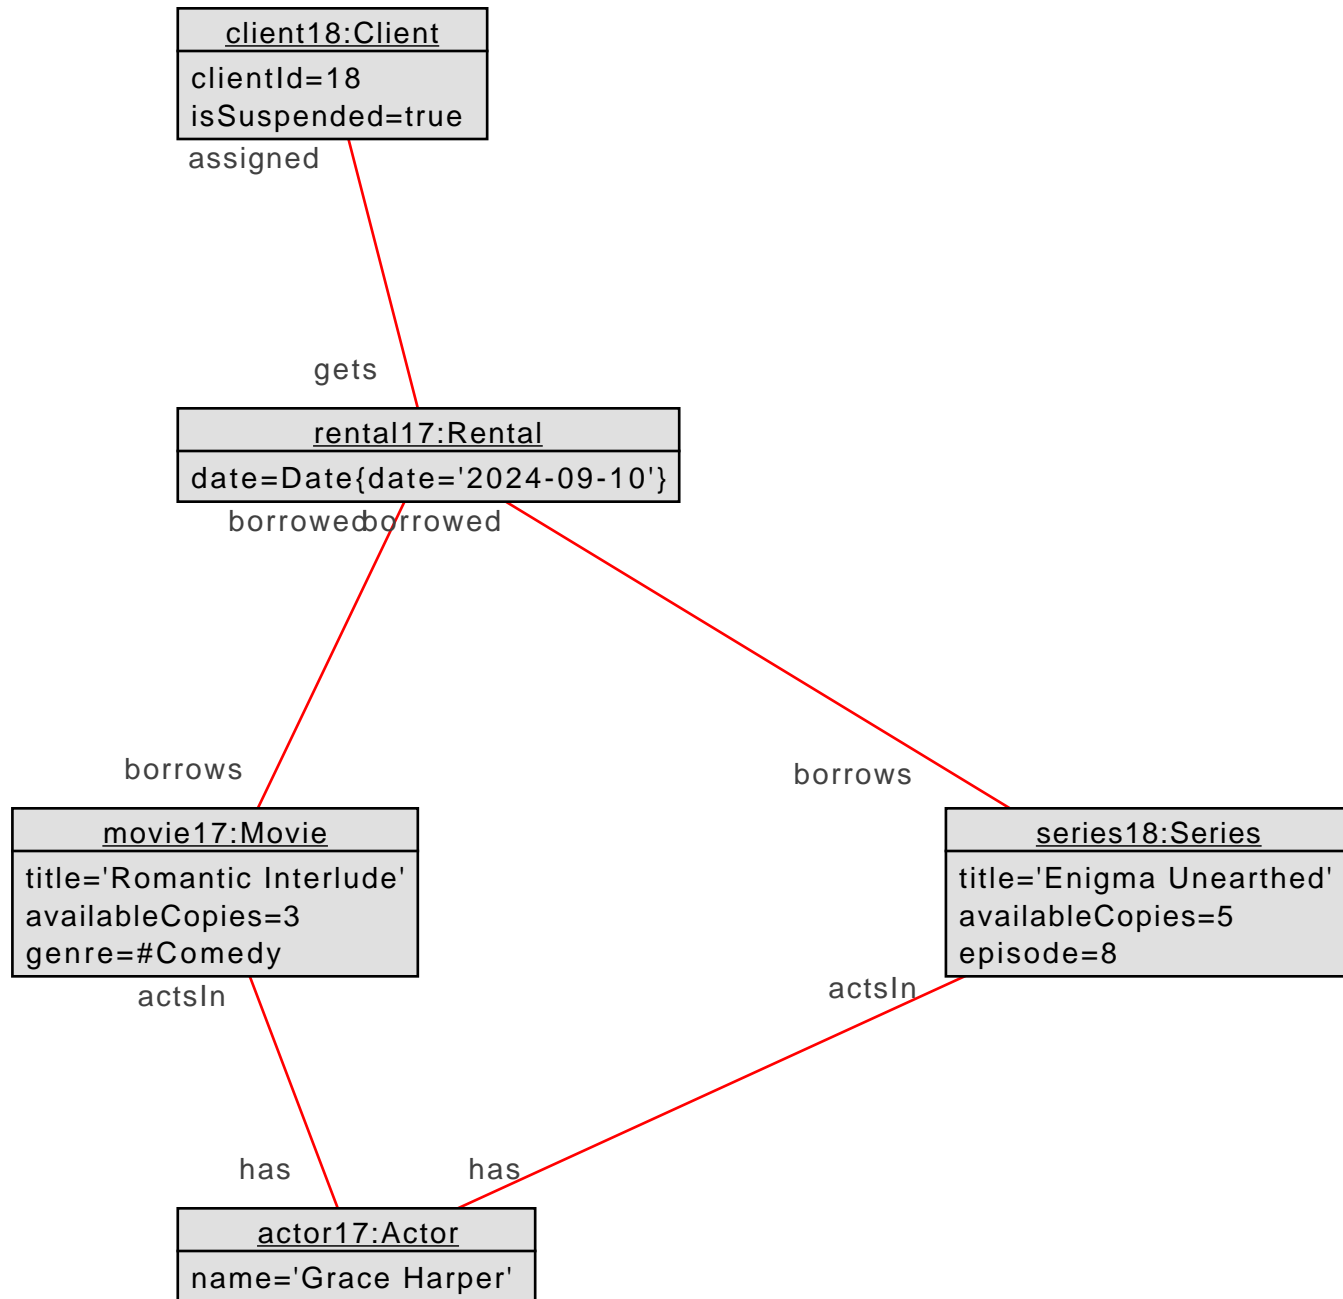 client18:Client
clientId=18
isSuspended=true
assigned
gets
rental17:Rental
date=Date{date='2024-09-10'}
borrowed borrowed
borrows
borrows
movie17:Movie
title='Romantic Interlude'
availableCopies=3
genre=#Comedy
series18:Series
title='Enigma Unearthed'
availableCopies=5
episode=8
actsIn
actsIn
has
has
actor17:Actor
name='Grace Harper'